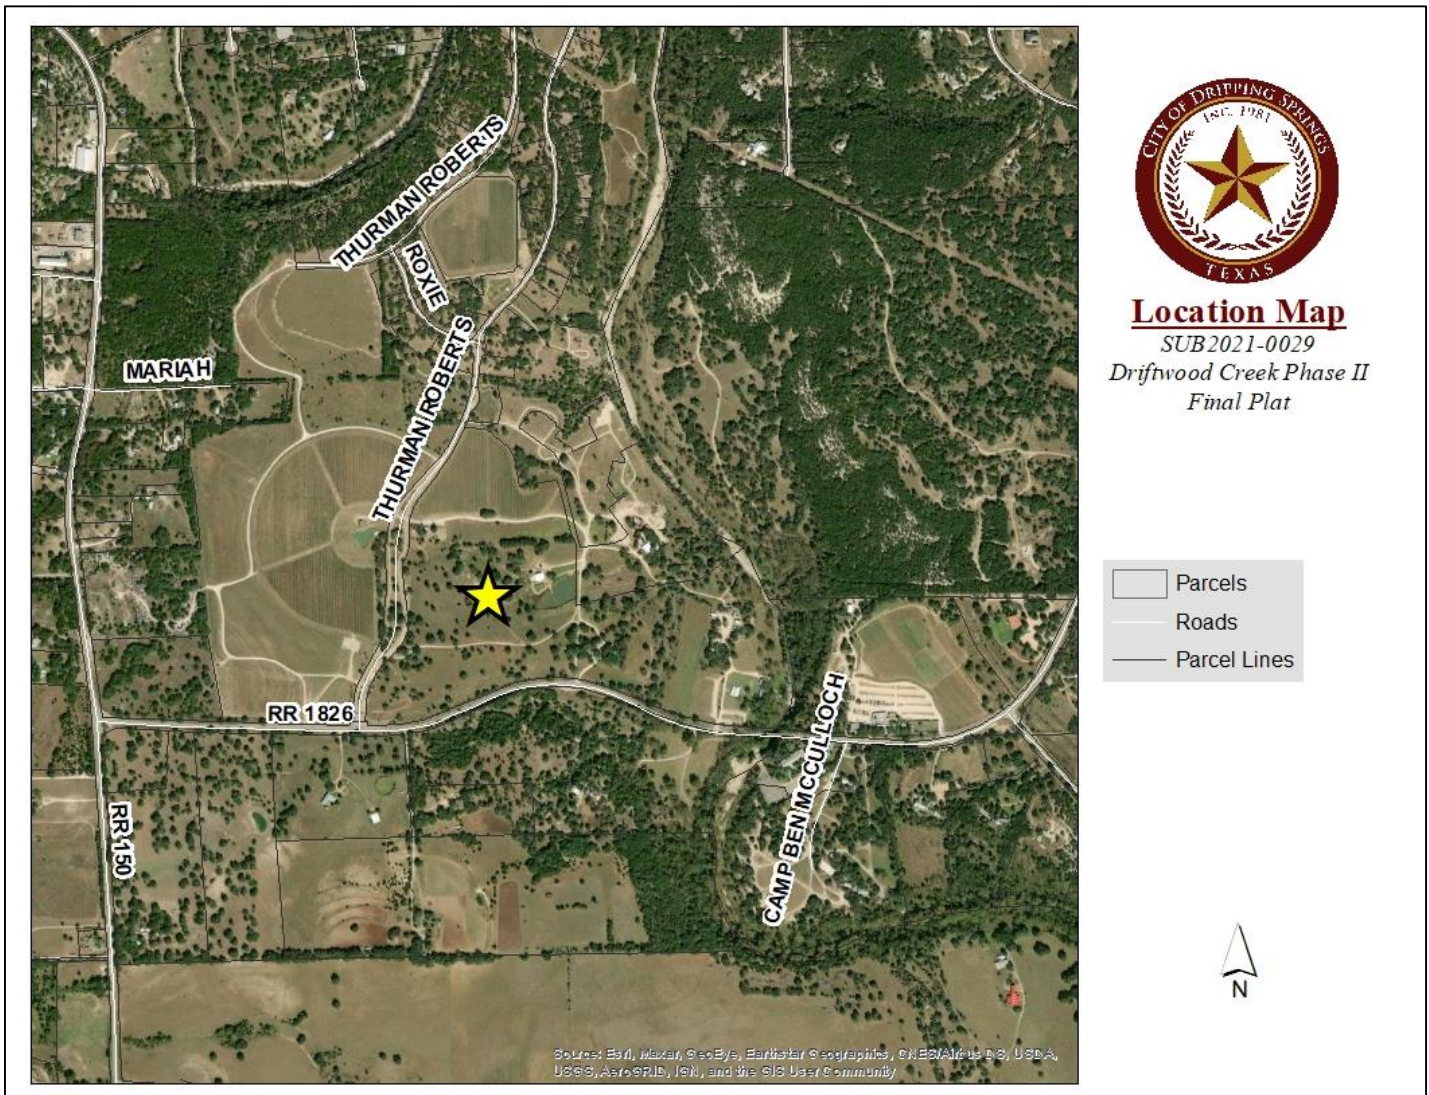 THURMAN ROBERTS
ROXIE
THURMAN ROBERTS
MARIAH
RR 1826
RR 150
CAMP BEN MCCULLOCH
Source: Esri, Maxar, GeoEye, Earthstar Geographics, CNES/Airbus DS, USDA,
USGS, AeroGRID, IGN, and the GIS User Community
CITY OF DRIPPING SPRINGS
INC. 1981
TEXAS
Location Map
SUB2021-0029
Driftwood Creek Phase II
Final Plat
Parcels
Roads
Parcel Lines
N